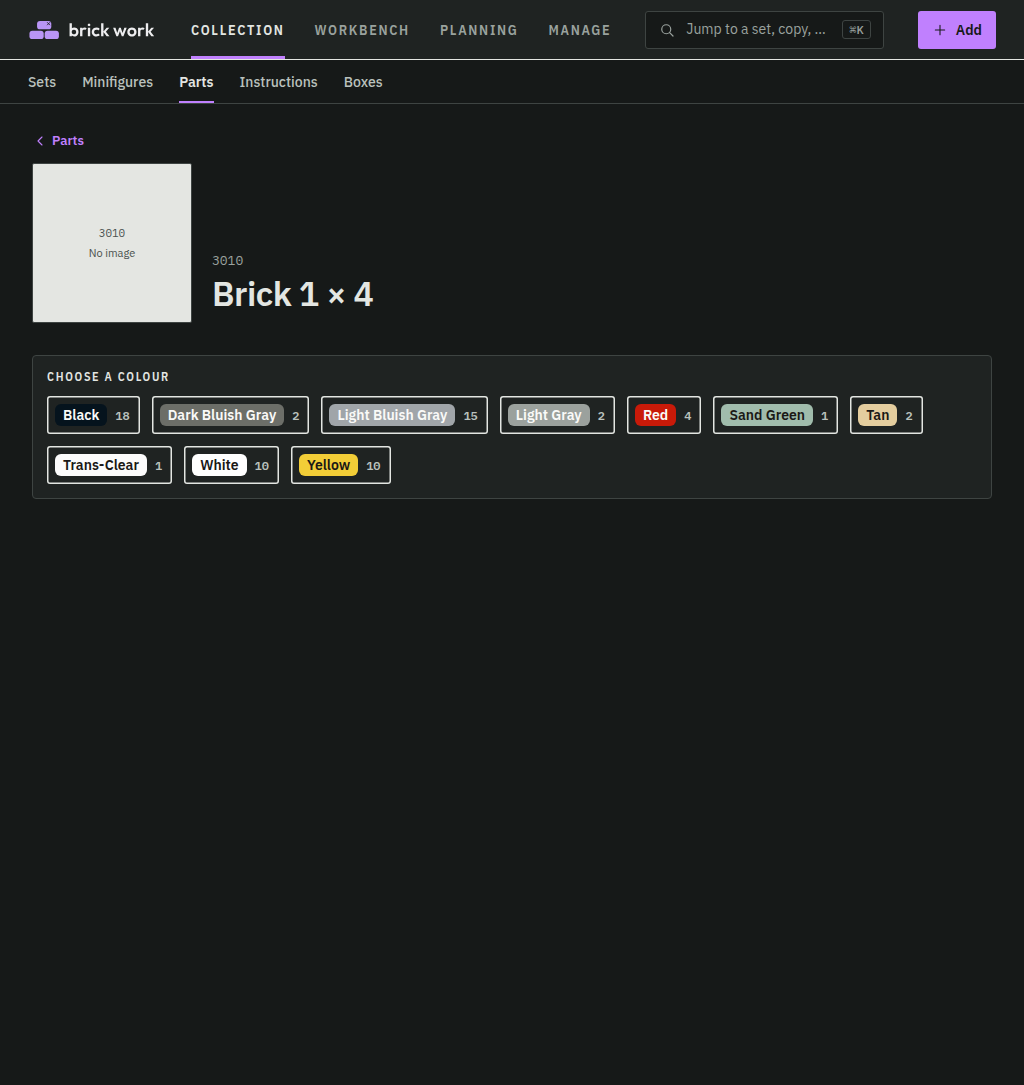 brick work COLLECTION WORKBENCH PLANNING MANAGE Jump to a set, copy, ... ⌘K + Add
Sets Minifigures Parts Instructions Boxes
Parts
3010
No image
3010
Brick 1 × 4
CHOOSE A COLOUR
Black 18 Dark Bluish Gray 2 Light Bluish Gray 15 Light Gray 2 Red 4 Sand Green 1 Tan 2
Trans-Clear 1 White 10 Yellow 10